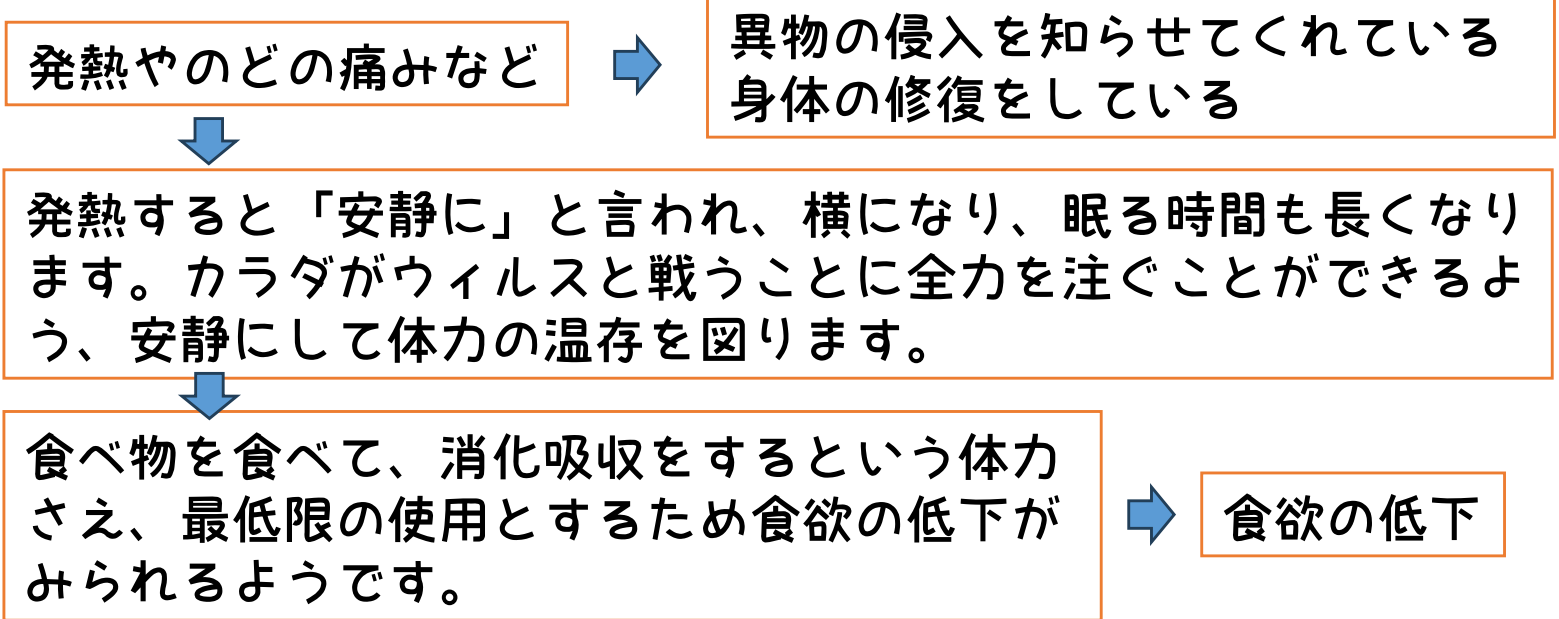 発熱やのどの痛みなど
異物の侵入を知らせてくれている
身体の修復をしている
発熱すると「安静に」と言われ、横になり、眠る時間も長くなり
ます。カラダがウィルスと戦うことに全力を注ぐことができるよ
う、安静にして体力の温存を図ります。
食べ物を食べて、消化吸収をするという体力
さえ、最低限の使用とするため食欲の低下が
みられるようです。
食欲の低下